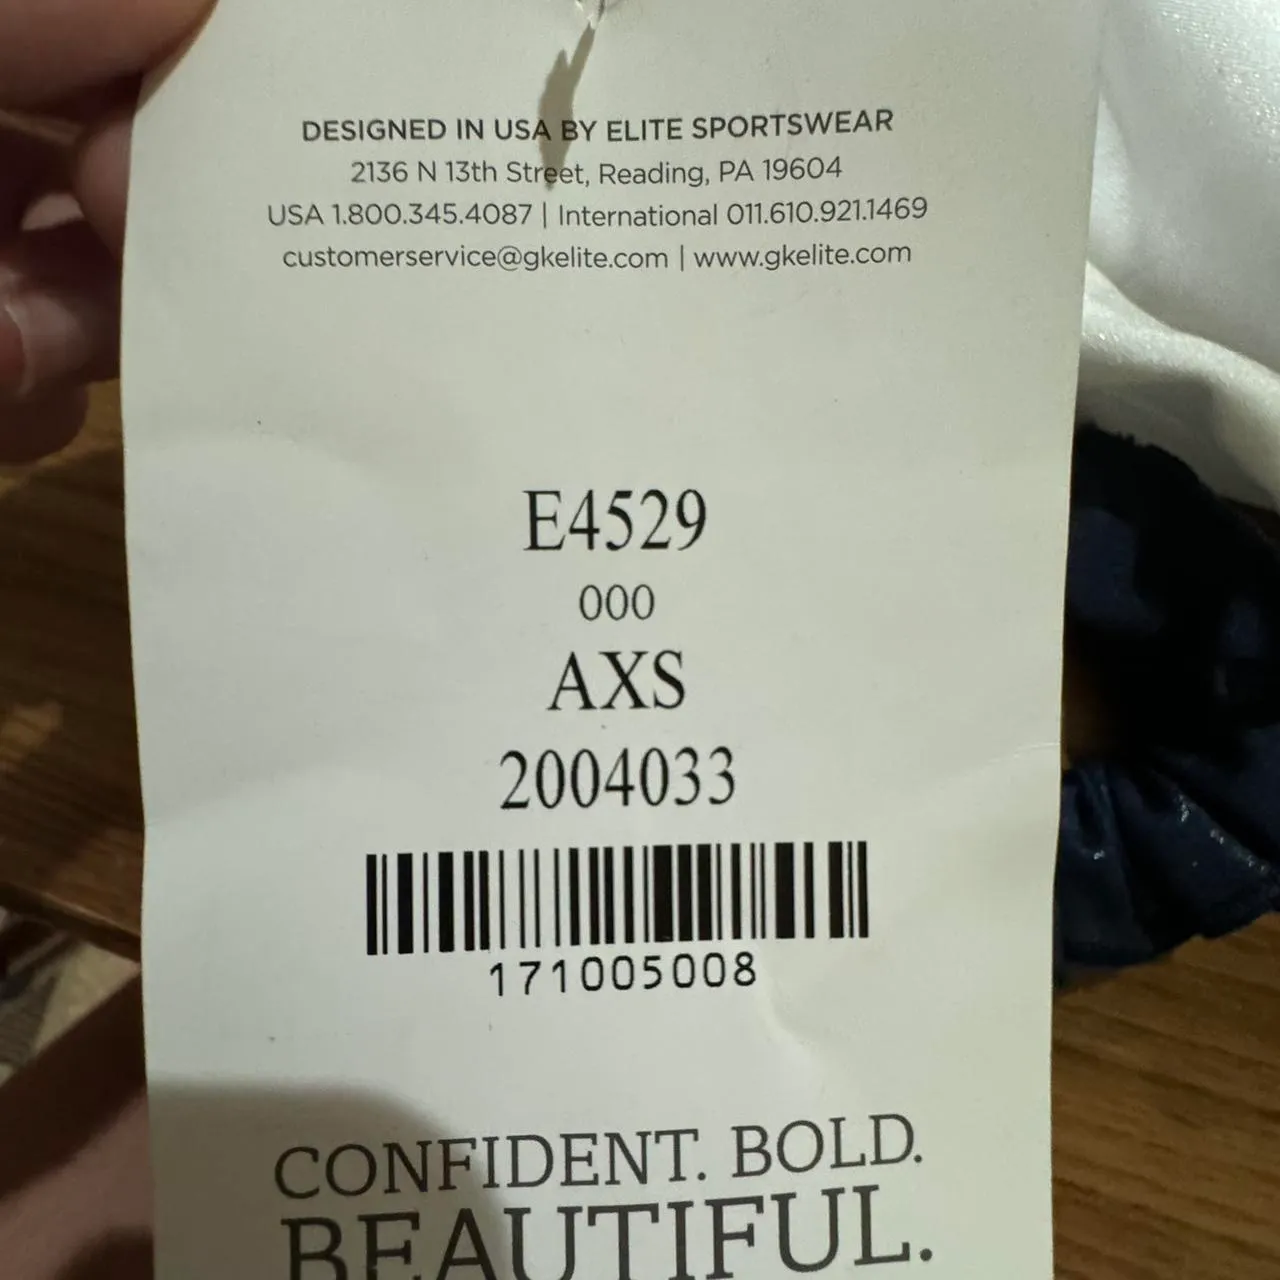 DESIGNED IN USA BY ELITE SPORTSWEAR
2136 N 13th Street, Reading, PA 19604
USA 1.800.345.4087 | International 011.610.921.1469
customerservice@gkelite.com | www.gkelite.com
E4529
000
AXS
2004033
171005008
CONFIDENT. BOLD.
BEAUTIFUL.